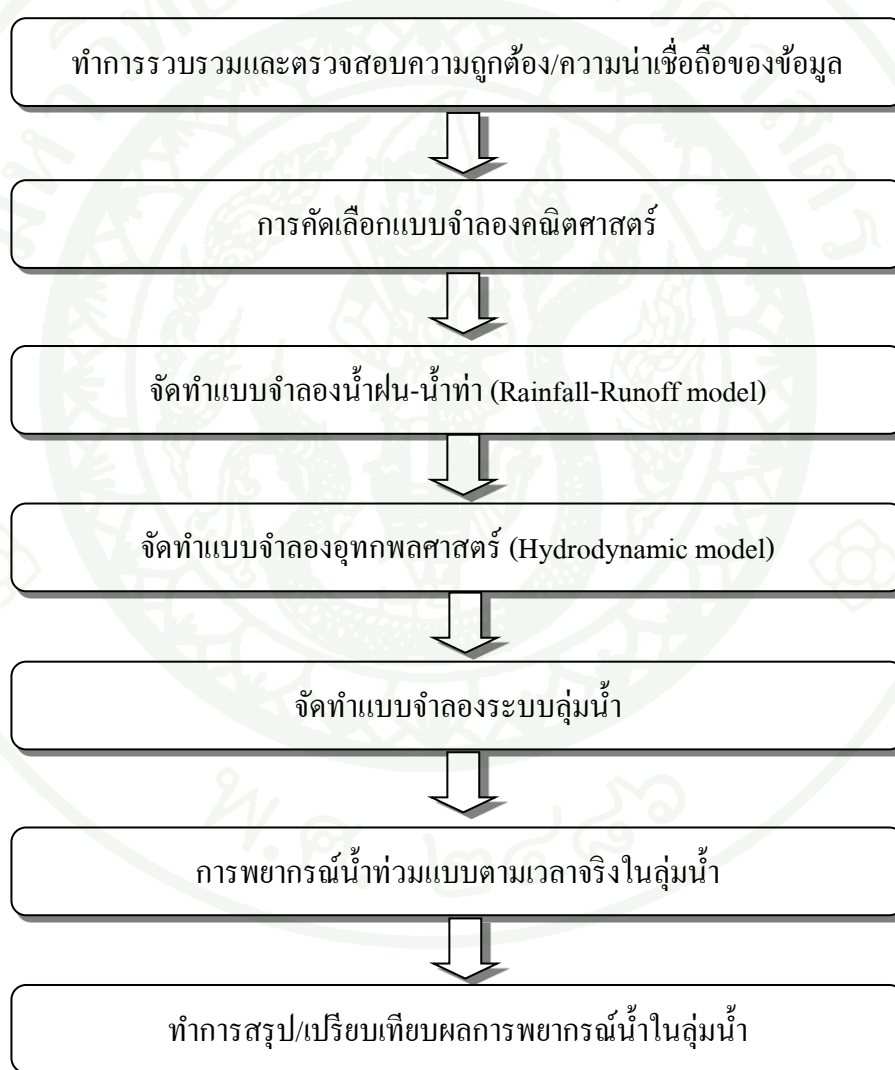 ทำการรวบรวมและตรวจสอบความถูกต้อง/ความน่าเชื่อถือของข้อมูล
การคัดเลือกแบบจำลองคณิตศาสตร์
จัดทำแบบจำลองน้ำฝน-น้ำท่า (Rainfall-Runoff model)
จัดทำแบบจำลองอุทกพลศาสตร์ (Hydrodynamic model)
จัดทำแบบจำลองระบบลุ่มน้ำ
การพยากรณ์น้ำท่วมแบบตามเวลาจริงในลุ่มน้ำ
ทำการสรุป/เปรียบเทียบผลการพยากรณ์น้ำในลุ่มน้ำ
พ.ศ. ๒๔๘๖